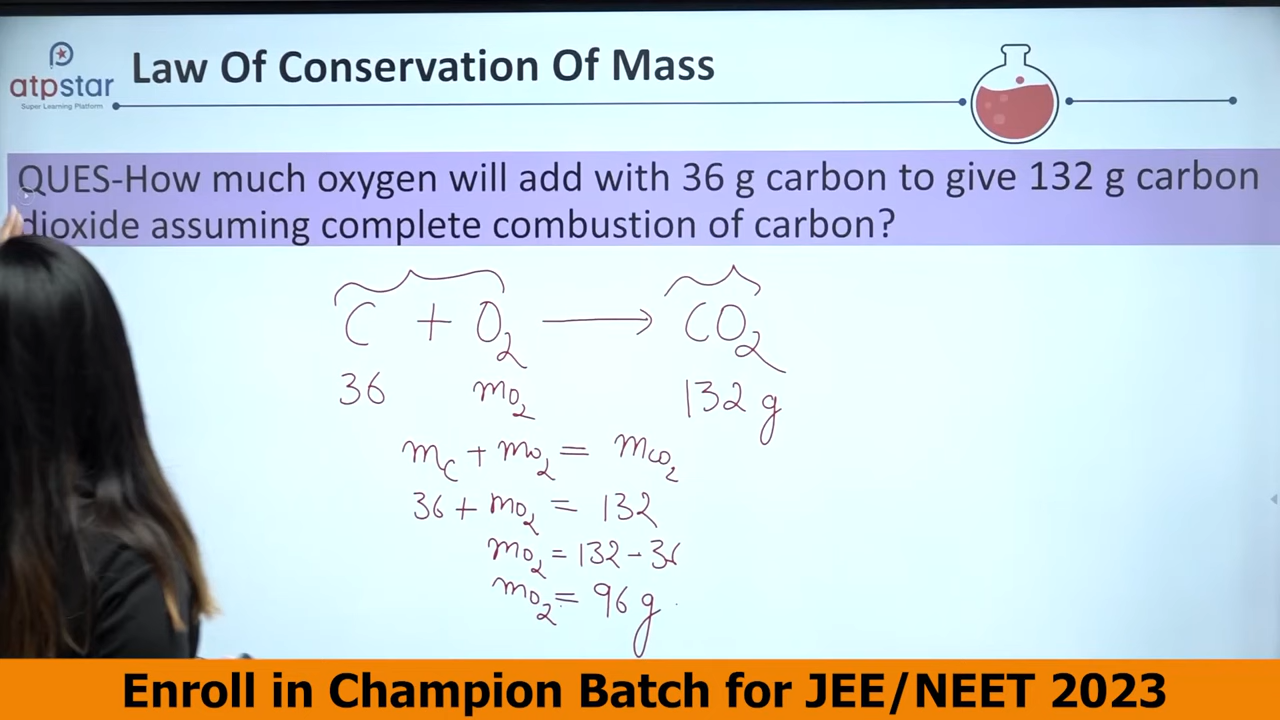 atpstar
Super Learning Platform
Law Of Conservation Of Mass
QUES-How much oxygen will add with 36 g carbon to give 132 g carbon
dioxide assuming complete combustion of carbon?
C + O₂ → CO₂
36 mO₂ 132 g
mC + mO₂ = mCO₂
36 + mO₂ = 132
mO₂ = 132 - 36
mO₂ = 96 g
Enroll in Champion Batch for JEE/NEET 2023